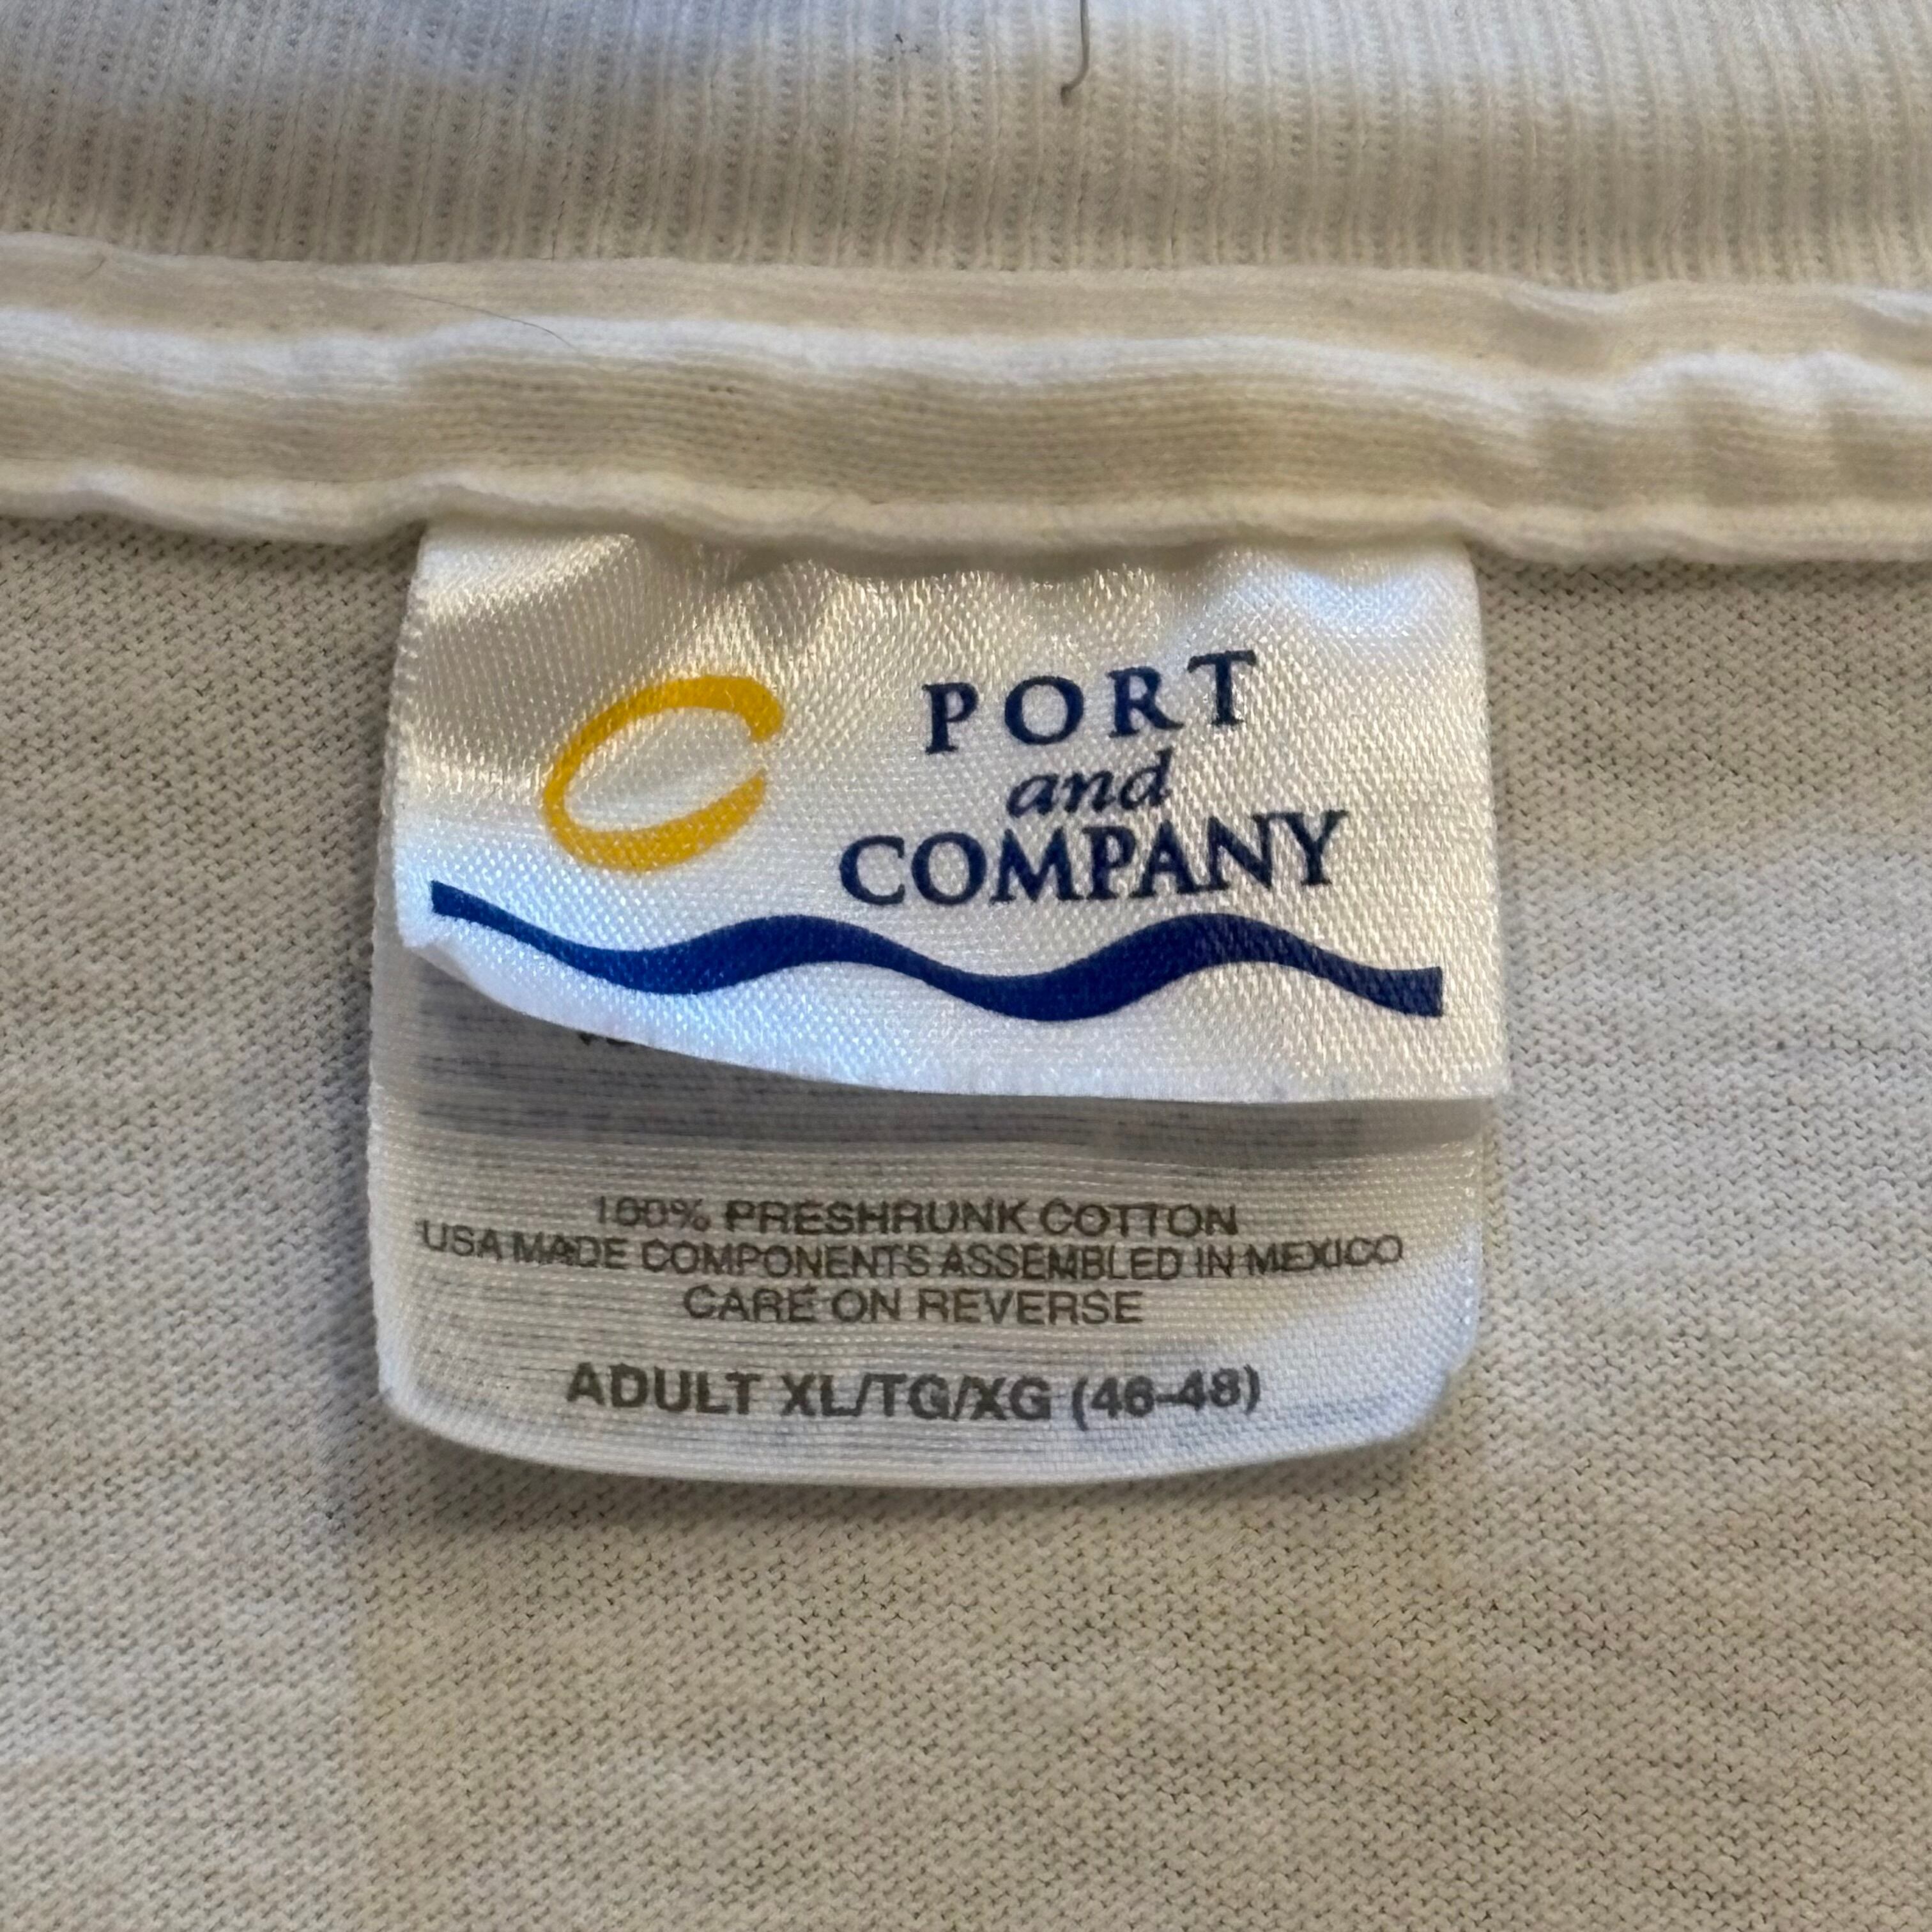 PORT
and
COMPANY
100% PRESHRUNK COTTON
USA MADE COMPONENTS ASSEMBLED IN MEXICO
CARE ON REVERSE
ADULT XL/TG/XG (46-48)